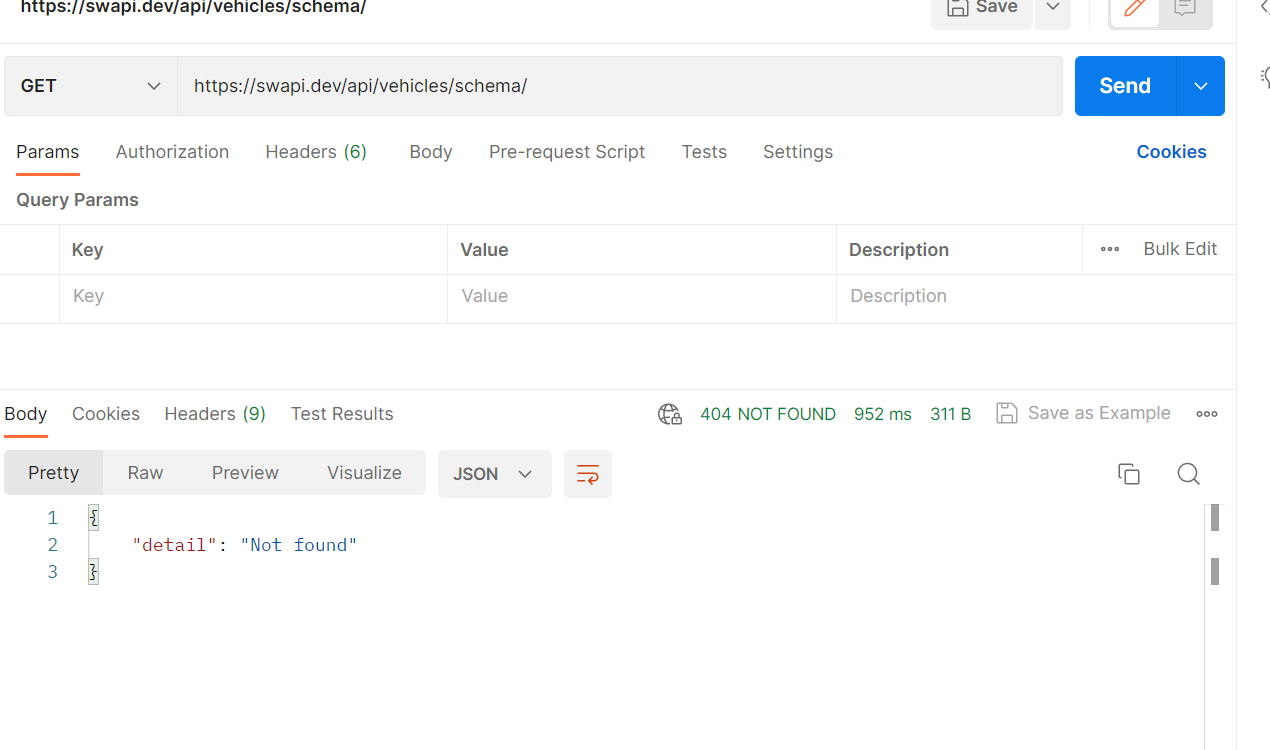 https://swapi.dev/api/vehicles/schema/
Save
GET
https://swapi.dev/api/vehicles/schema/
Send
Params Authorization Headers (6) Body Pre-request Script Tests Settings Cookies
Query Params
Key Value Description Bulk Edit
Key Value Description
Body Cookies Headers (9) Test Results 404 NOT FOUND 952 ms 311 B Save as Example
Pretty Raw Preview Visualize JSON
1 {
2 "detail": "Not found"
3 }